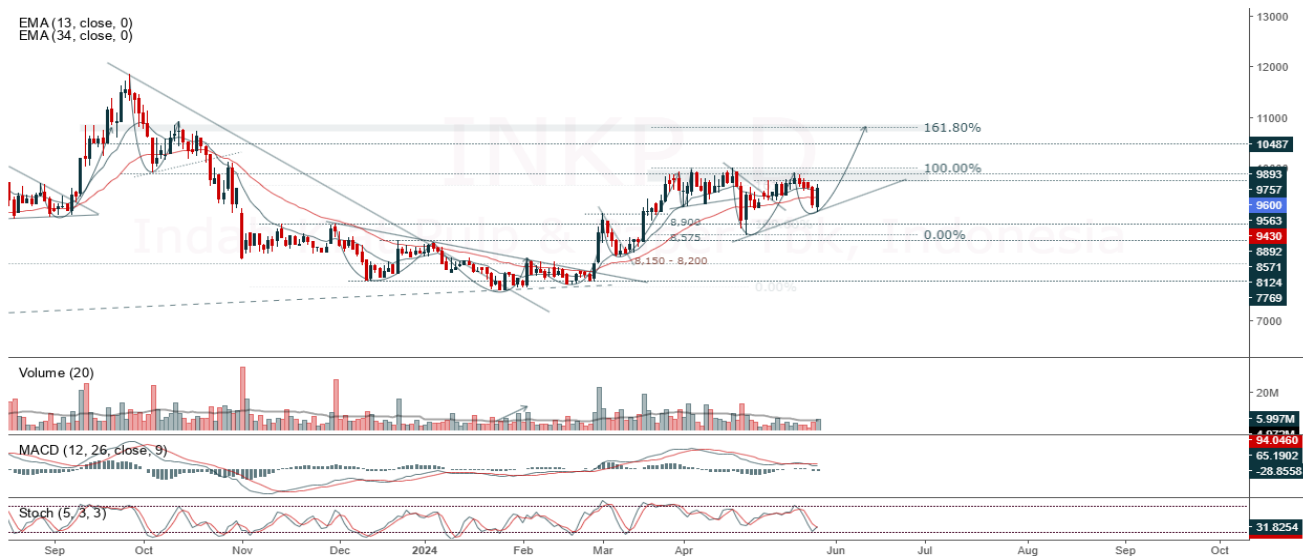 EMA (13, close, 0)
EMA (34, close, 0)
INKP, D
13000
12000
11000
161.80%
10487
100.00%
9893
9757
9600
9563
9430
8,900
8,575
0.00%
8892
8,150 - 8,200
8571
8124
0.00%
7769
7000
Volume (20)
20M
5.997M
MACD (12, 26, close, 9)
94.0460
65.1902
-28.8558
Stoch (5, 3, 3)
31.8254
Sep
Oct
Nov
Dec
2024
Feb
Mar
Apr
Jun
Jul
Aug
Sep
Oct